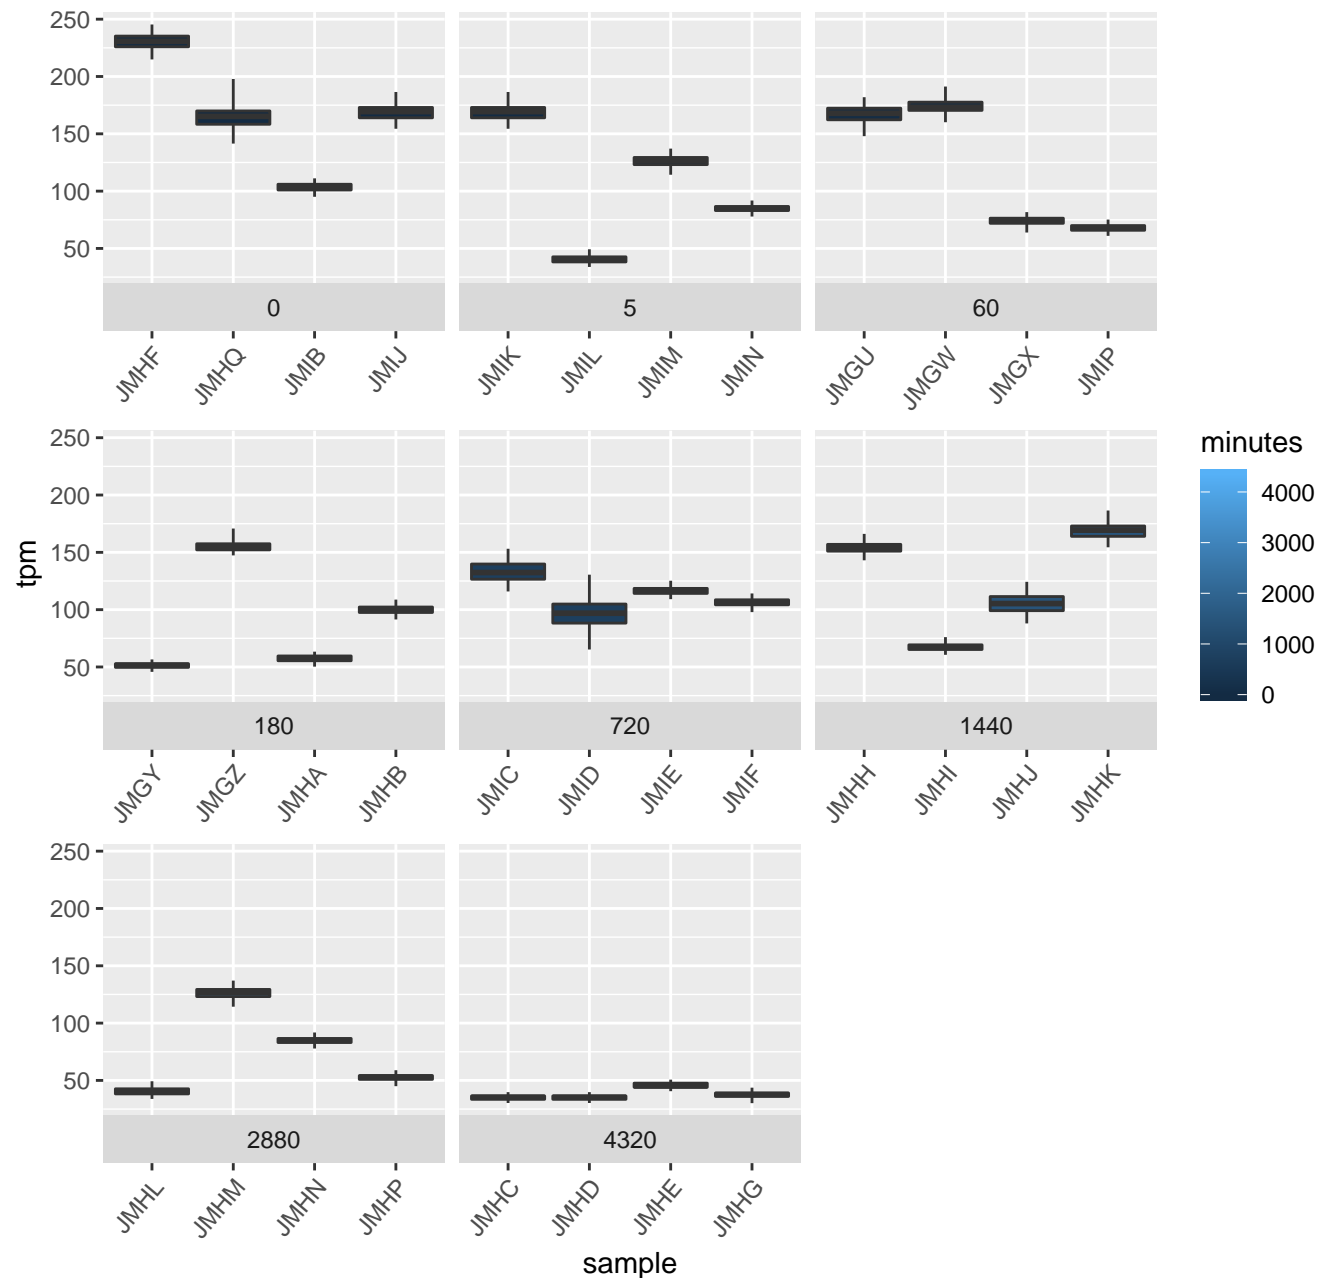 250
200
150
100
50
0
5
60
JMHF
JMHQ
JMIB
JMIJ
JMIK
JMIL
JMIM
JMIN
JMGU
JMGW
JMGX
JMIP
250
200
150
100
50
180
720
1440
JMGY
JMGZ
JMHA
JMHB
JMIC
JMID
JMIE
JMIF
JMHH
JMHI
JMHJ
JMHK
250
200
150
100
50
2880
4320
JMHL
JMHM
JMHN
JMHP
JMHC
JMHD
JMHE
JMHG
tpm
sample
minutes
4000
3000
2000
1000
0